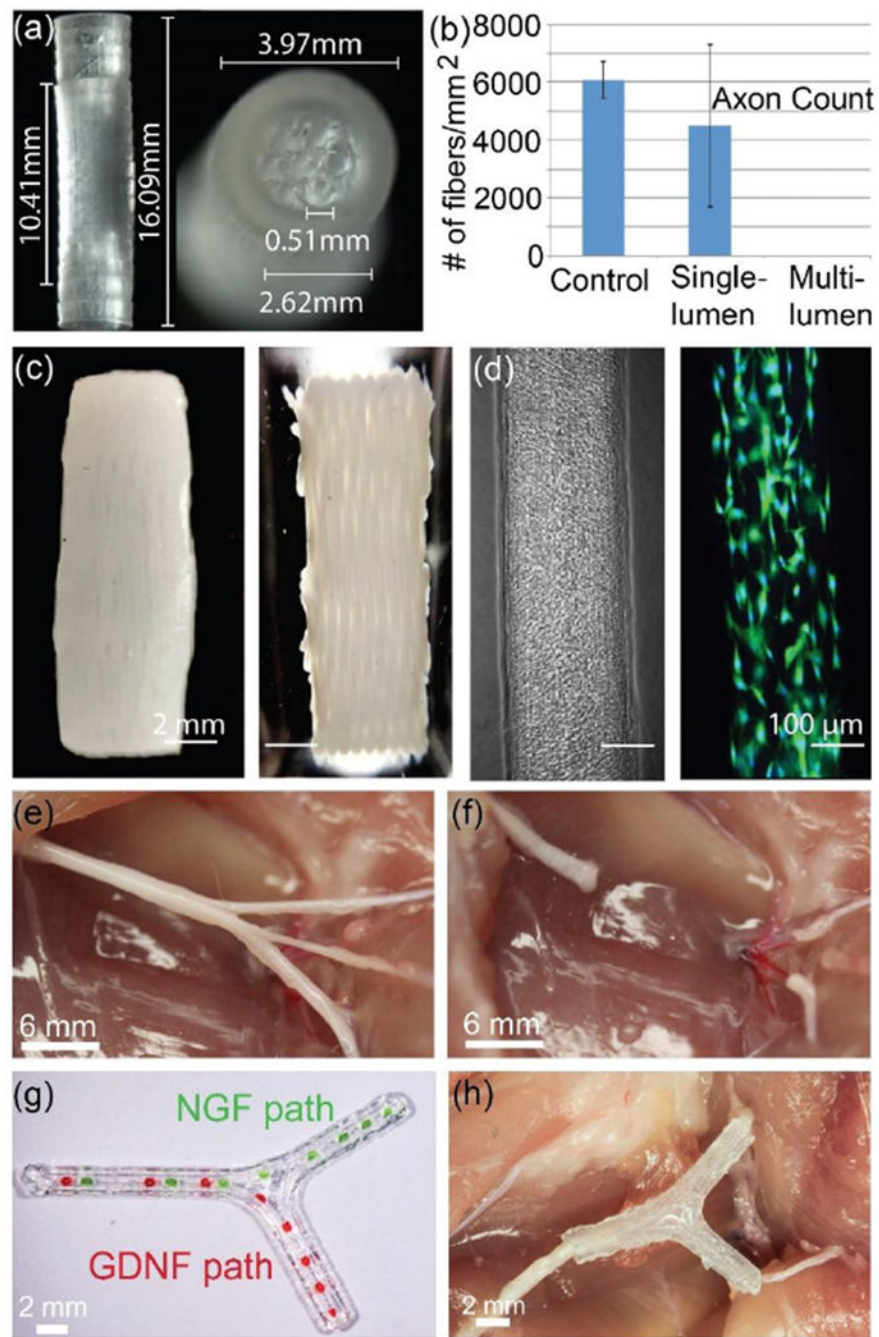 (a)
10.41mm
16.09mm
3.97mm
0.51mm
2.62mm
(b)
# of fibers/mm²
8000
6000
4000
2000
0
Axon Count
Control
Single-
lumen
Multi-
lumen
(c)
2 mm
(d)
100 µm
(e)
6 mm
(f)
6 mm
(g)
NGF path
GDNF path
2 mm
(h)
2 mm